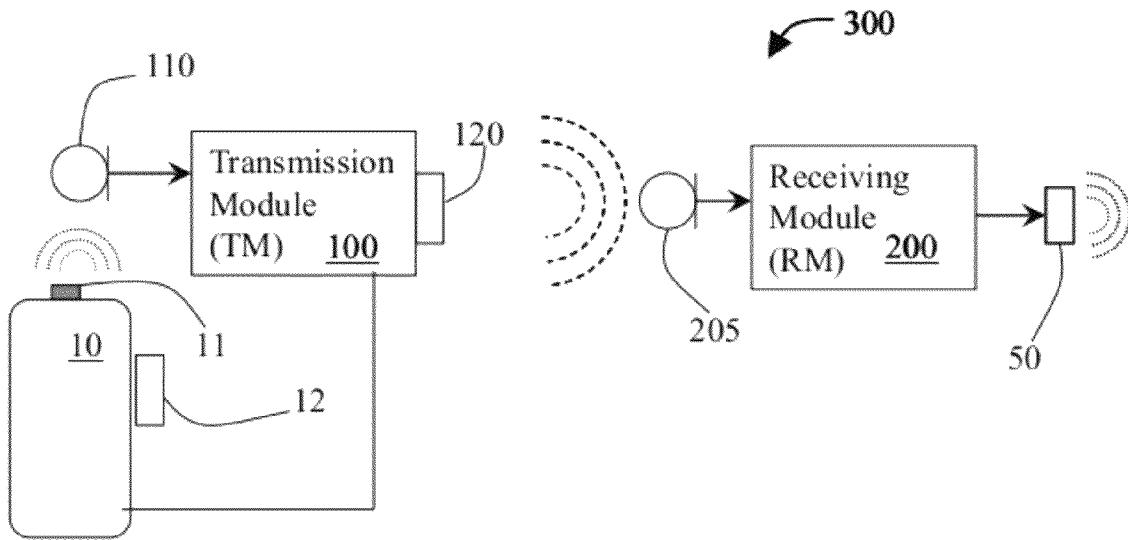 300
110
120
Transmission
Module
(TM) 100
Receiving
Module
(RM) 200
10
11
12
205
50